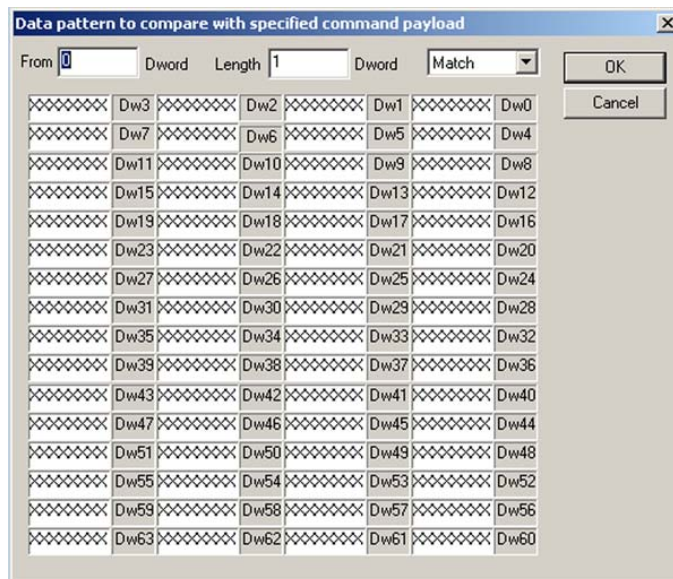 Data pattern to compare with specified command payload
From 0 Dword Length 1 Dword Match OK
Cancel
XXXXXXXX Dw3 XXXXXXXX Dw2 XXXXXXXX Dw1 XXXXXXXX Dw0
XXXXXXXX Dw7 XXXXXXXX Dw6 XXXXXXXX Dw5 XXXXXXXX Dw4
XXXXXXXX Dw11 XXXXXXXX Dw10 XXXXXXXX Dw9 XXXXXXXX Dw8
XXXXXXXX Dw15 XXXXXXXX Dw14 XXXXXXXX Dw13 XXXXXXXX Dw12
XXXXXXXX Dw19 XXXXXXXX Dw18 XXXXXXXX Dw17 XXXXXXXX Dw16
XXXXXXXX Dw23 XXXXXXXX Dw22 XXXXXXXX Dw21 XXXXXXXX Dw20
XXXXXXXX Dw27 XXXXXXXX Dw26 XXXXXXXX Dw25 XXXXXXXX Dw24
XXXXXXXX Dw31 XXXXXXXX Dw30 XXXXXXXX Dw29 XXXXXXXX Dw28
XXXXXXXX Dw35 XXXXXXXX Dw34 XXXXXXXX Dw33 XXXXXXXX Dw32
XXXXXXXX Dw39 XXXXXXXX Dw38 XXXXXXXX Dw37 XXXXXXXX Dw36
XXXXXXXX Dw43 XXXXXXXX Dw42 XXXXXXXX Dw41 XXXXXXXX Dw40
XXXXXXXX Dw47 XXXXXXXX Dw46 XXXXXXXX Dw45 XXXXXXXX Dw44
XXXXXXXX Dw51 XXXXXXXX Dw50 XXXXXXXX Dw49 XXXXXXXX Dw48
XXXXXXXX Dw55 XXXXXXXX Dw54 XXXXXXXX Dw53 XXXXXXXX Dw52
XXXXXXXX Dw59 XXXXXXXX Dw58 XXXXXXXX Dw57 XXXXXXXX Dw56
XXXXXXXX Dw63 XXXXXXXX Dw62 XXXXXXXX Dw61 XXXXXXXX Dw60